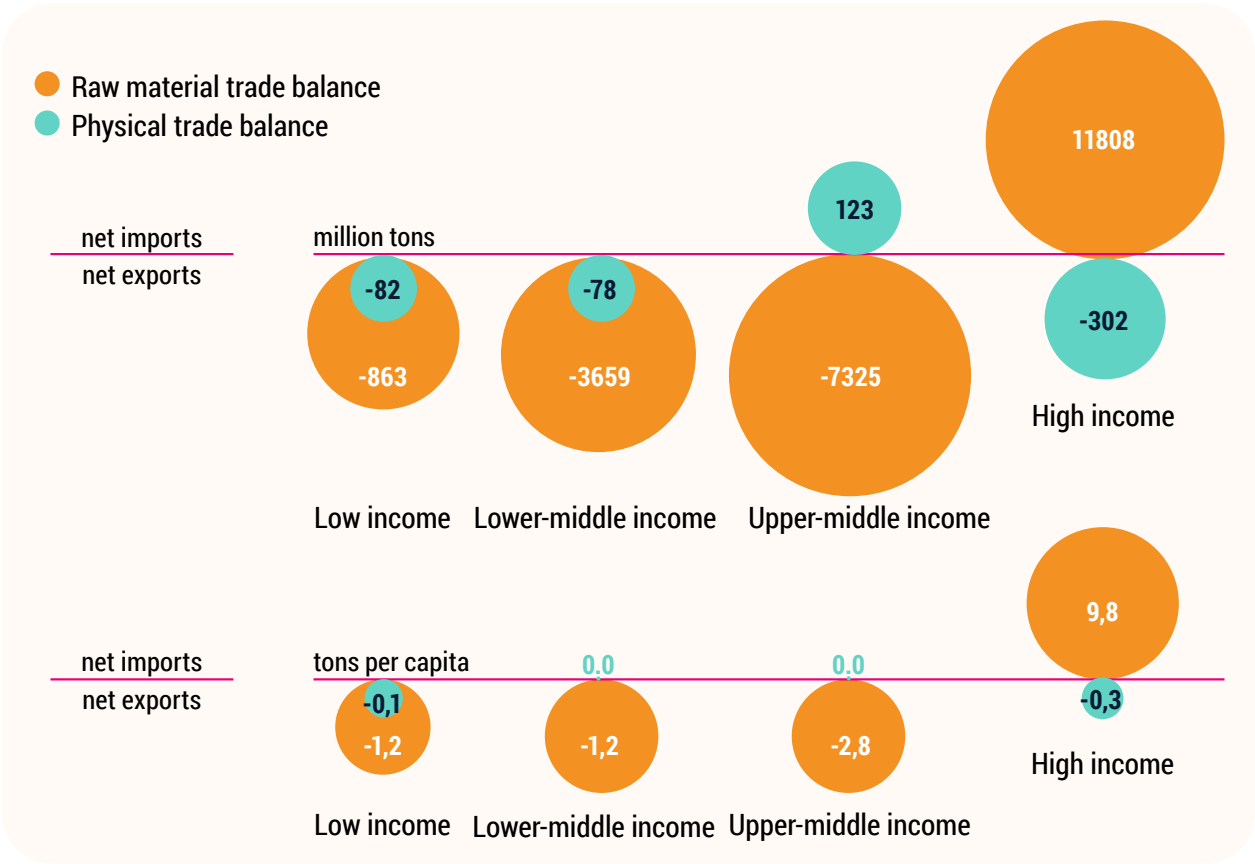 Raw material trade balance
Physical trade balance
11808
123
net imports
million tons
net exports
-82
-78
-302
-863
-3659
-7325
High income
Low income
Lower-middle income
Upper-middle income
9,8
net imports
tons per capita
0.0
0.0
net exports
-0,1
-0,3
-1,2
-1,2
-2,8
High income
Low income
Lower-middle income
Upper-middle income